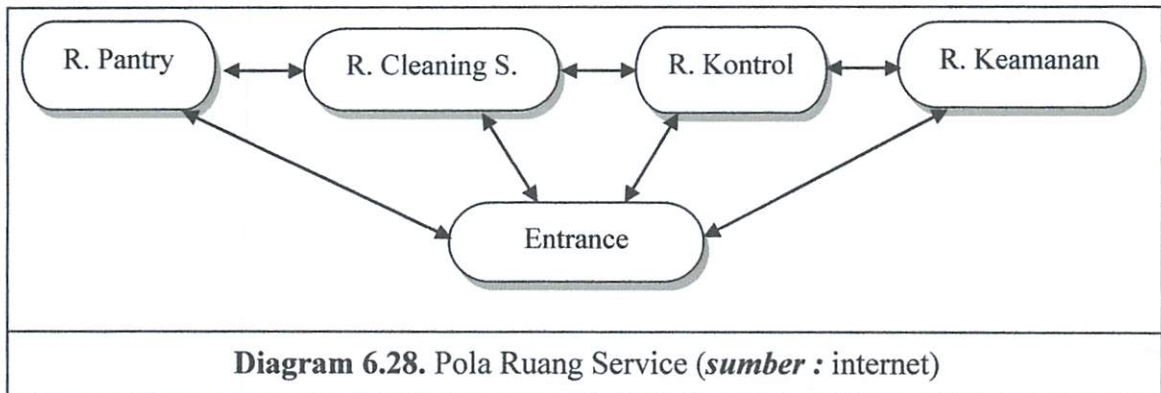 R. Pantry
R. Cleaning S.
R. Kontrol
R. Keamanan
Entrance
Diagram 6.28. Pola Ruang Service (sumber : internet)